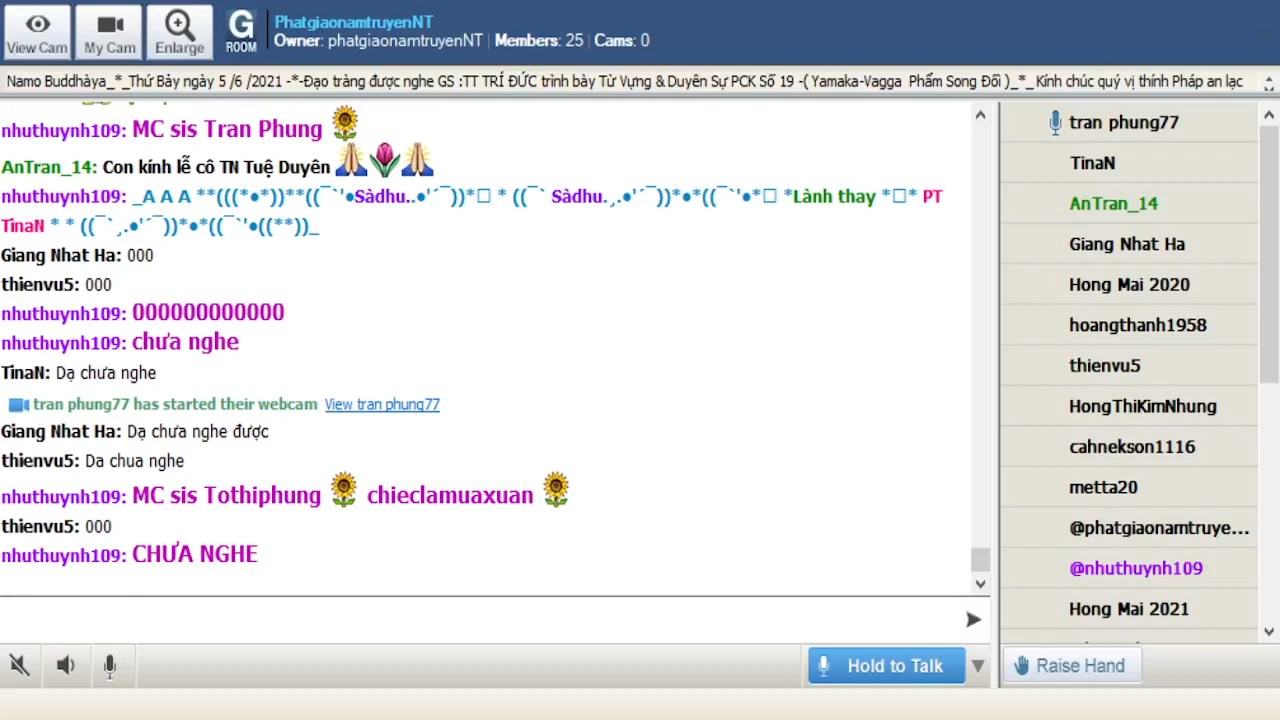 View Cam
My Cam
Enlarge
G
ROOM
PhatgiaonamtruyenNT
Owner: phatgiaonamtruyenNT | Members: 25 | Cams: 0
Namo Buddhàya_*_Thứ Bảy ngày 5 /6 /2021 -*-Đạo tràng được nghe GS :TT TRÍ ĐỨC trình bày Từ Vựng & Duyên Sự PCK Số 19 -( Yamaka-Vagga Phẩm Song Đối )_*_ Kính chúc quý vị thính Pháp an lạc
nhuthuynh109: MC sis Tran Phung 🌻
AnTran_14: Con kính lễ cô TN Tuệ Duyên 🙏🌷🙏
nhuthuynh109: _A A A **(((*●*))**((¯`'●Sàdhu..●'´¯))*□ * ((¯` Sàdhu.¸.●'´¯))*●*((¯`'●*□ *Lành thay *□* PT
TinaN * * ((¯`¸.●'´¯))*●*((¯`'●((**))_
Giang Nhat Ha: 000
thienvu5: 000
nhuthuynh109: 000000000000
nhuthuynh109: chưa nghe
TinaN: Dạ chưa nghe
tran phung77 has started their webcam View tran phung77
Giang Nhat Ha: Dạ chưa nghe được
thienvu5: Da chua nghe
nhuthuynh109: MC sis Tothiphung 🌻 chieclamuaxuan 🌻
thienvu5: 000
nhuthuynh109: CHƯA NGHE
Hold to Talk
tran phung77
TinaN
AnTran_14
Giang Nhat Ha
Hong Mai 2020
hoangthanh1958
thienvu5
HongThiKimNhung
cahnekson1116
metta20
@phatgiaonamtruye...
@nhuthuynh109
Hong Mai 2021
Raise Hand